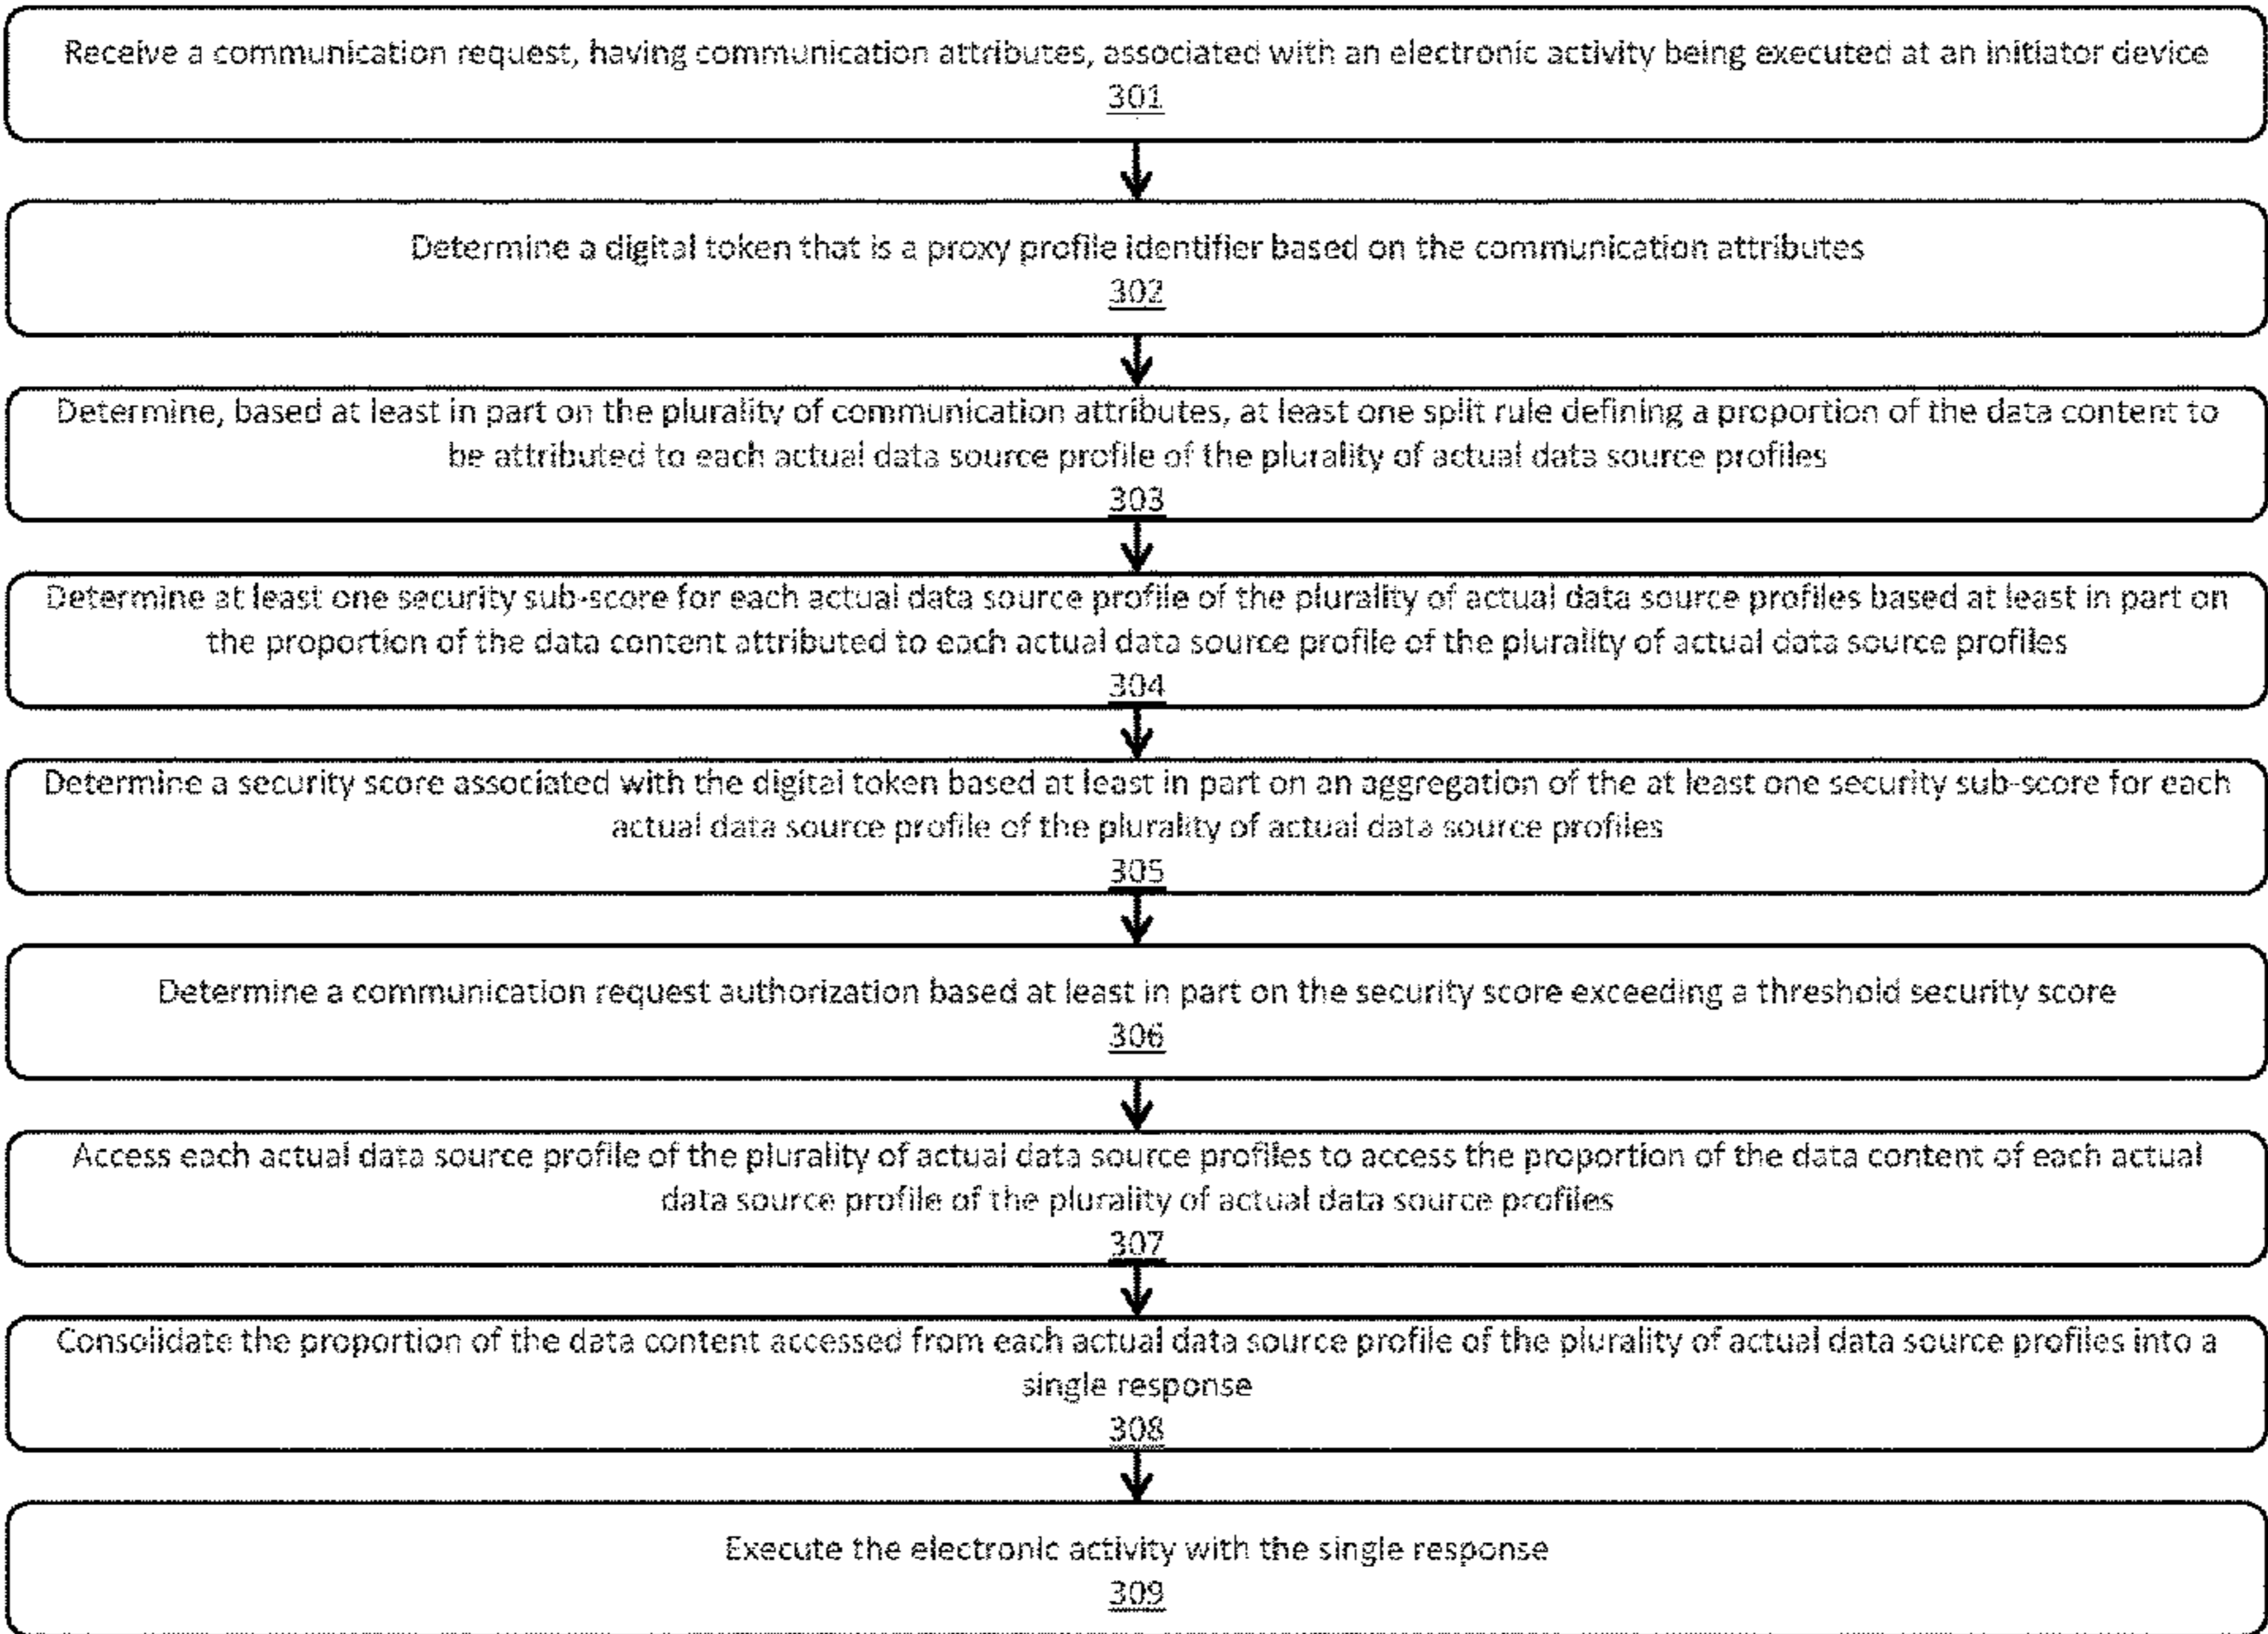 Receive a communication request, having communication attributes, associated with an electronic activity being executed at an initiator device
301
Determine a digital token that is a proxy profile identifier based on the communication attributes
302
Determine, based at least in part on the plurality of communication attributes, at least one split rule defining a proportion of the data content to
be attributed to each actual data source profile of the plurality of actual data source profiles
303
Determine at least one security sub-score for each actual data source profile of the plurality of actual data source profiles based at least in part on
the proportion of the data content attributed to each actual data source profile of the plurality of actual data source profiles
304
Determine a security score associated with the digital token based at least in part on an aggregation of the at least one security sub-score for each
actual data source profile of the plurality of actual data source profiles
305
Determine a communication request authorization based at least in part on the security score exceeding a threshold security score
306
Access each actual data source profile of the plurality of actual data source profiles to access the proportion of the data content of each actual
data source profile of the plurality of actual data source profiles
307
Consolidate the proportion of the data content accessed from each actual data source profile of the plurality of actual data source profiles into a
single response
308
Execute the electronic activity with the single response
309